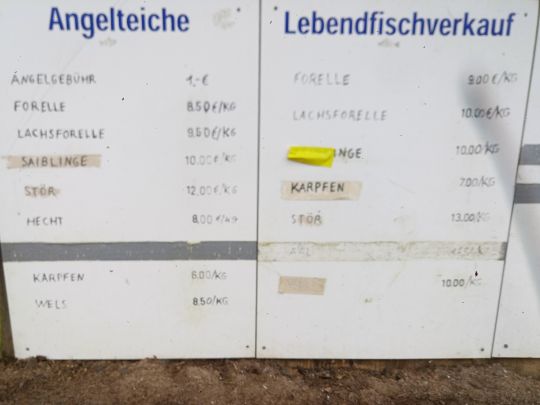 Angelteiche
ANGELGEBÜHR 1,-€
FORELLE 8.50€/KG
LACHSFORELLE 9.50€/KG
SAIBLINGE 10.00€/KG
STÖR 12.00€/KG
HECHT 8,00€/KG
KARPFEN 6.00/KG
WELS 8.50/KG
Lebendfischverkauf
FORELLE 9.00€/KG
LACHSFORELLE 10.00€/KG
INGE 10.00/KG
KARPFEN 7.00/KG
STÖR 13.00/KG
10.00/KG